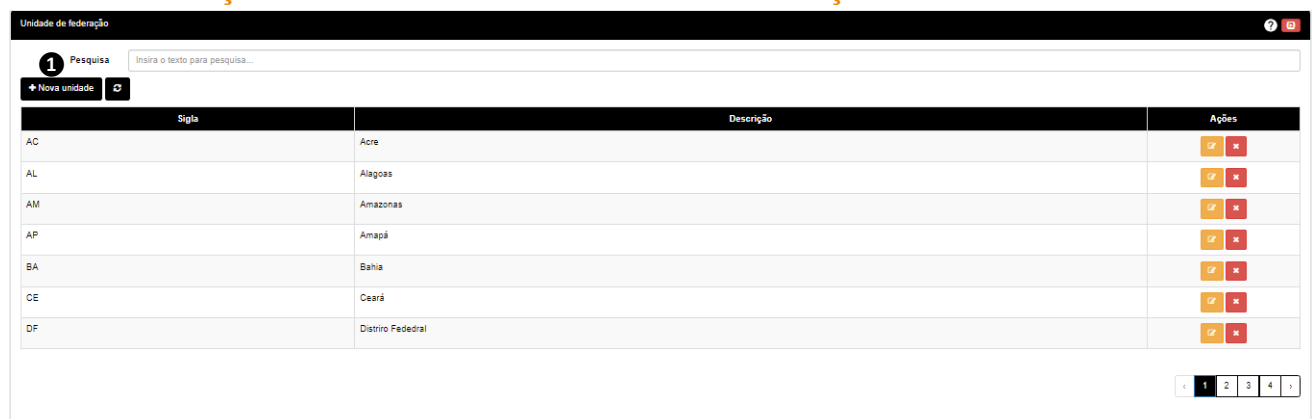 Unidade de federação
?
1 Pesquisa Insira o texto para pesquisa...
Nova unidade
Sigla Descrição Ações
AC Acre
AL Alagoas
AM Amazonas
AP Amapá
BA Bahia
CE Ceará
DF Distriro Fededral
‹ 1 2 3 4 ›